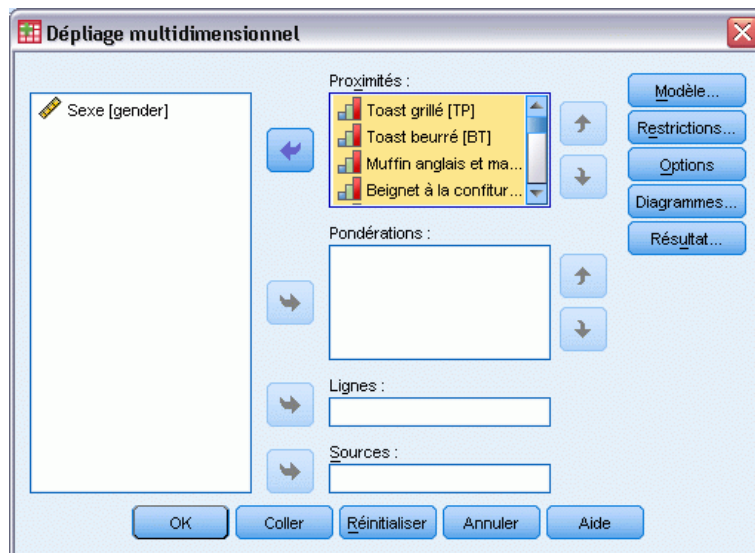 Dépliage multidimensionnel
Sexe [gender]
Proximités :
Toast grillé [TP]
Toast beurré [BT]
Muffin anglais et ma...
Beignet à la confitur...
Pondérations :
Lignes :
Sources :
Modèle...
Restrictions...
Options
Diagrammes...
Résultat...
OK
Coller
Réinitialiser
Annuler
Aide